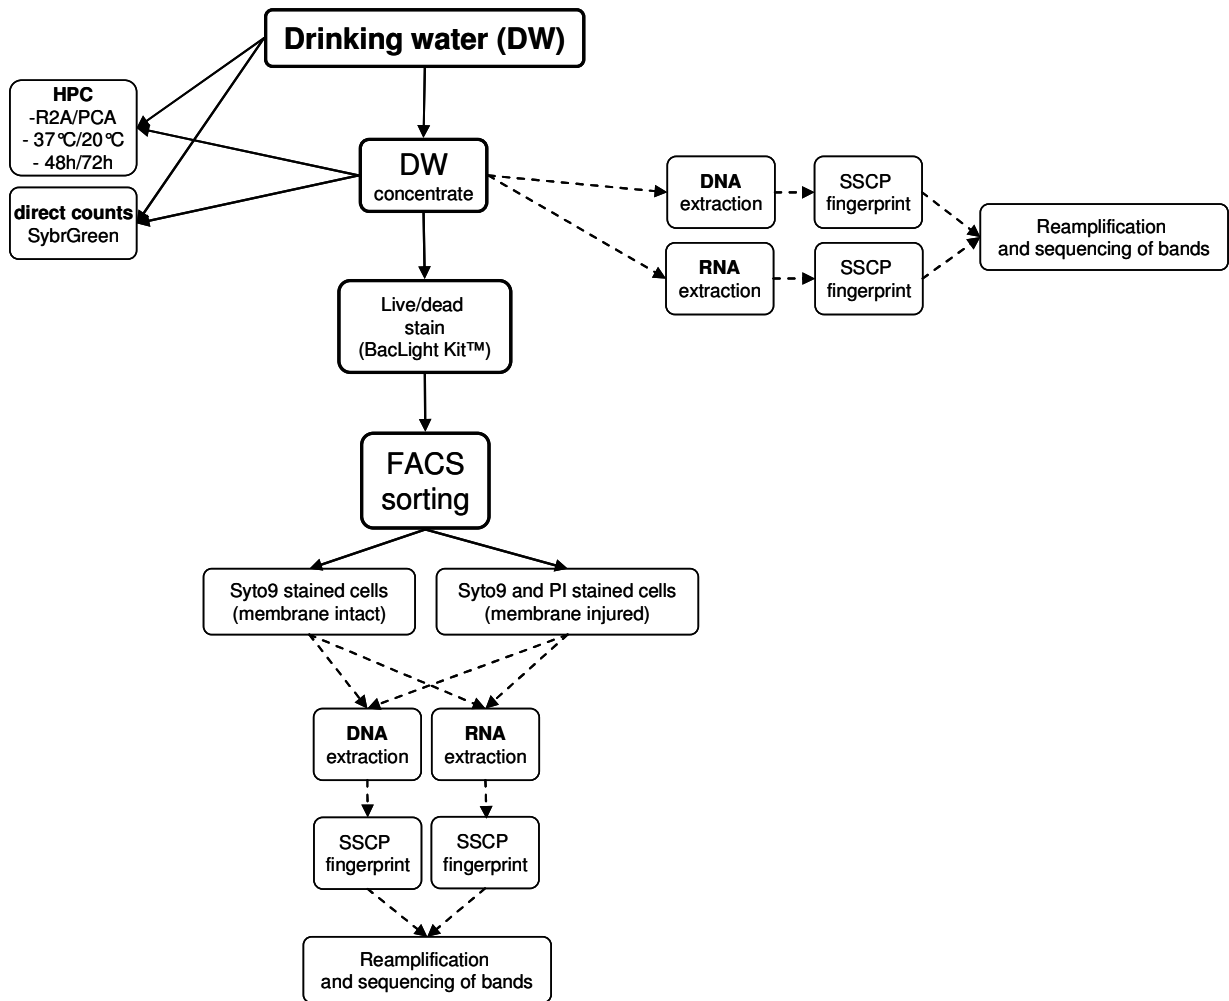 Drinking water (DW)
HPC
-R2A/PCA
- 37°C/20°C
- 48h/72h
direct counts
SybrGreen
DW
concentrate
DNA
extraction
SSCP
fingerprint
RNA
extraction
SSCP
fingerprint
Reamplification
and sequencing of bands
Live/dead
stain
(BacLight Kit™)
FACS
sorting
Syto9 stained cells
(membrane intact)
Syto9 and PI stained cells
(membrane injured)
DNA
extraction
RNA
extraction
SSCP
fingerprint
SSCP
fingerprint
Reamplification
and sequencing of bands